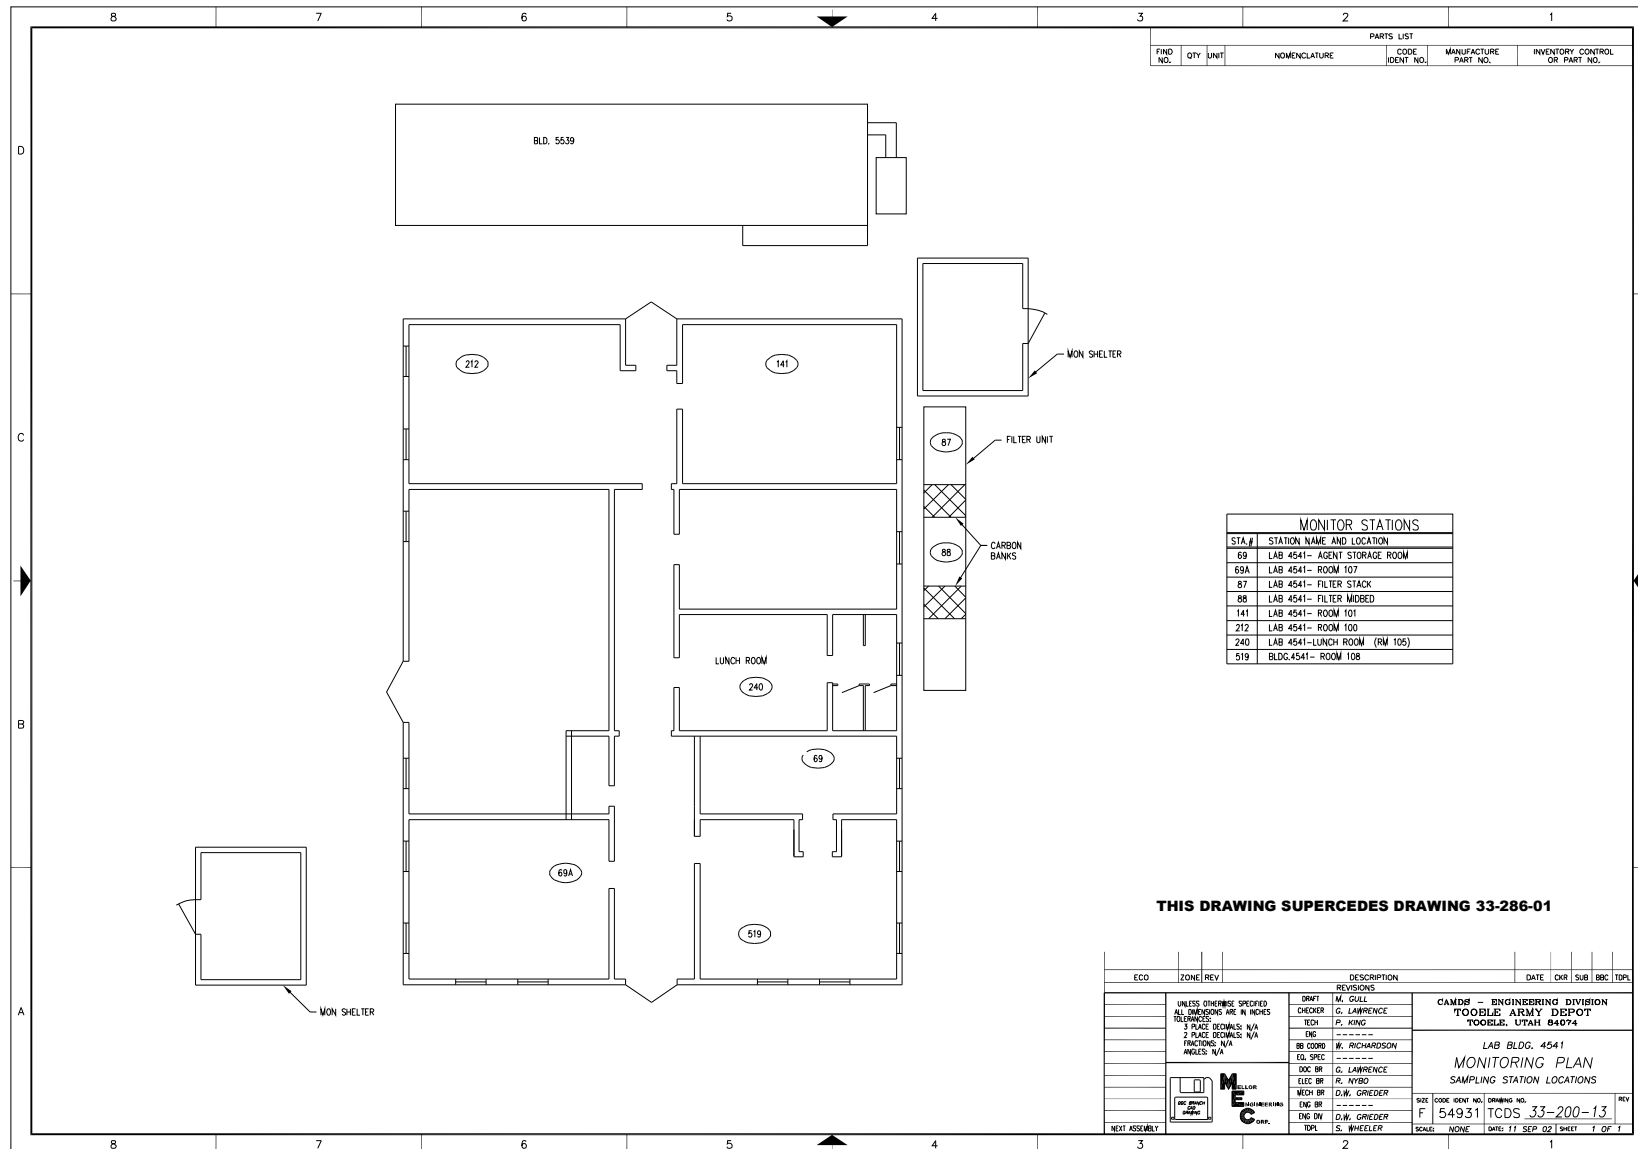 8 7 6 5 4 3 2 1
PARTS LIST
FIND NO. QTY UNIT NOMENCLATURE CODE IDENT NO. MANUFACTURE PART NO. INVENTORY CONTROL OR PART NO.
D
BLD. 5539
MON SHELTER
212
141
C
87
FILTER UNIT
88
CARBON
BANKS
MONITOR STATIONS
STA.# STATION NAME AND LOCATION
69 LAB 4541- AGENT STORAGE ROOM
69A LAB 4541- ROOM 107
87 LAB 4541- FILTER STACK
88 LAB 4541- FILTER MIDBED
141 LAB 4541- ROOM 101
212 LAB 4541- ROOM 100
240 LAB 4541-LUNCH ROOM (RM 105)
519 BLDG.4541- ROOM 108
LUNCH ROOM
240
B
69
69A
519
THIS DRAWING SUPERCEDES DRAWING 33-286-01
A
MON SHELTER
ECO ZONE REV DESCRIPTION DATE CKR SUB BBC TDPL
REVISIONS
UNLESS OTHERWISE SPECIFIED
ALL DIMENSIONS ARE IN INCHES
TOLERANCES:
3 PLACE DECIMALS: N/A
2 PLACE DECIMALS: N/A
FRACTIONS: N/A
ANGLES: N/A
DRAFT M. GULL
CHECKER G. LAWRENCE
TECH P. KING
ENG ------
BB COORD W. RICHARDSON
EQ. SPEC ------
DOC BR G. LAWRENCE
ELEC BR R. NYBO
MECH BR D.W. GRIEDER
ENG BR ------
ENG DIV D.W. GRIEDER
TDPL S. WHEELER
CAMDS - ENGINEERING DIVISION
TOOELE ARMY DEPOT
TOOELE, UTAH 84074
LAB BLDG. 4541
MONITORING PLAN
SAMPLING STATION LOCATIONS
MELLOR
ENGINEERING
CORP.
SIZE F CODE IDENT NO. 54931 DRAWING NO. TCDS 33-200-13 REV
NEXT ASSEMBLY
SCALE: NONE DATE: 11 SEP 02 SHEET 1 OF 1
8 7 6 5 4 3 2 1